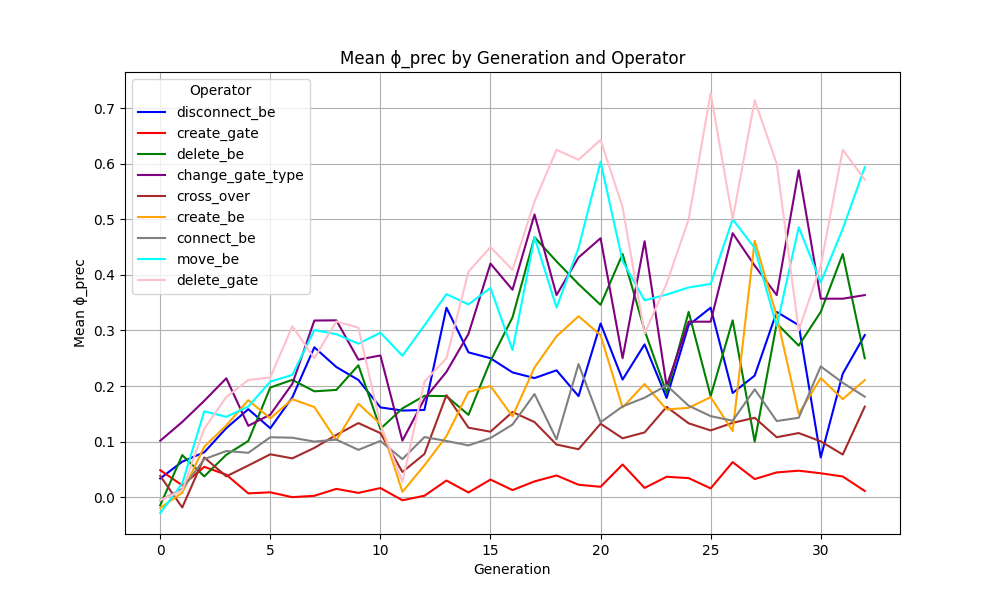 Mean ϕ_prec by Generation and Operator
Operator
disconnect_be
create_gate
delete_be
change_gate_type
cross_over
create_be
connect_be
move_be
delete_gate
Mean ϕ_prec
0.7
0.6
0.5
0.4
0.3
0.2
0.1
0.0
0
5
10
15
20
25
30
Generation